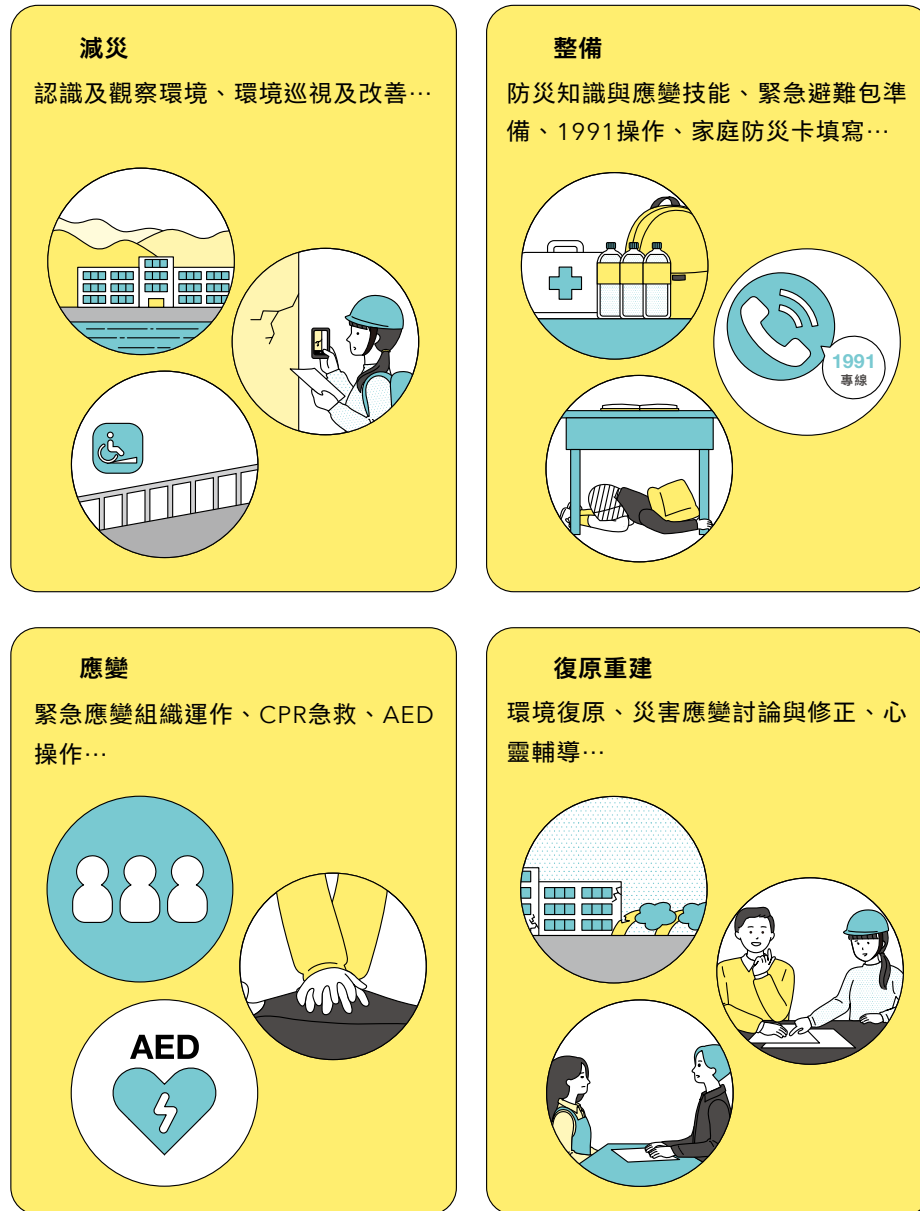 減災
認識及觀察環境、環境巡視及改善…
整備
防災知識與應變技能、緊急避難包準
備、1991操作、家庭防災卡填寫…
1991
專線
應變
緊急應變組織運作、CPR急救、AED
操作…
AED
復原重建
環境復原、災害應變討論與修正、心
靈輔導…